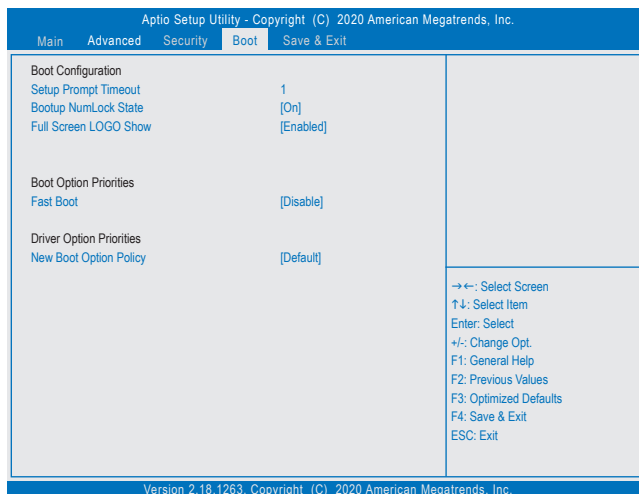 Aptio Setup Utility - Copyright (C) 2020 American Megatrends, Inc.
Main Advanced Security Boot Save & Exit
Boot Configuration
Setup Prompt Timeout 1
Bootup NumLock State [On]
Full Screen LOGO Show [Enabled]
Boot Option Priorities
Fast Boot [Disable]
Driver Option Priorities
New Boot Option Policy [Default]
→←: Select Screen
↑↓: Select Item
Enter: Select
+/-: Change Opt.
F1: General Help
F2: Previous Values
F3: Optimized Defaults
F4: Save & Exit
ESC: Exit
Version 2.18.1263. Copyright (C) 2020 American Megatrends, Inc.